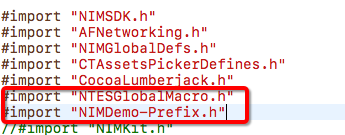 #import "NIMSDK.h"
#import "AFNetworking.h"
#import "NIMGlobalDefs.h"
#import "CTAssetsPickerDefines.h"
#import "CocoaLumberjack.h"
#import "NTESGlobalMacro.h"
#import "NIMDemo-Prefix.h"
//#import "NIMKit.h"